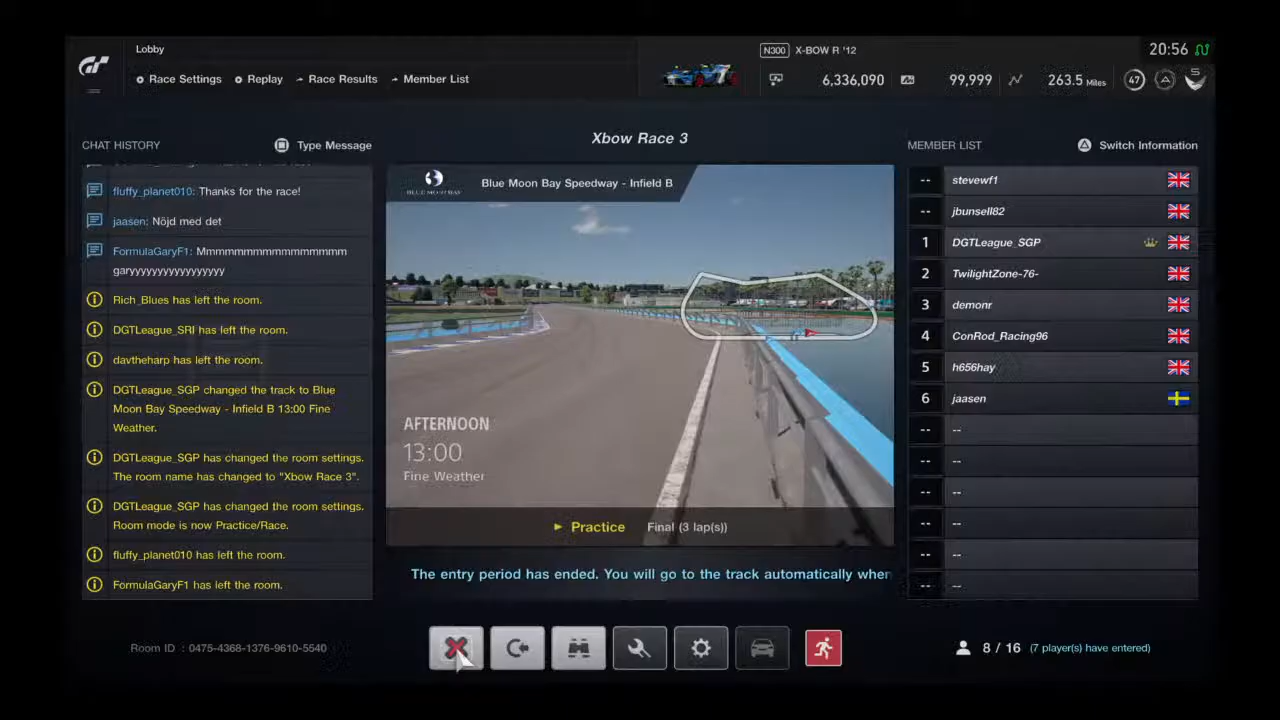 Lobby
N300 X-BOW R '12
20:56
Race Settings Replay Race Results Member List
6,336,090 99,999 263.5 Miles 47 A S
CHAT HISTORY Type Message
Xbow Race 3
MEMBER LIST Switch Information
BLUE MOON BAY
Blue Moon Bay Speedway - Infield B
fluffy_planet010: Thanks for the race!
jaasen: Nöjd med det
FormulaGaryF1: Mmmmmmmmmmmmmmmm
garyyyyyyyyyyyyyyyyy
Rich_Blues has left the room.
DGTLeague_SRI has left the room.
davtheharp has left the room.
DGTLeague_SGP changed the track to Blue
Moon Bay Speedway - Infield B 13:00 Fine
Weather.
DGTLeague_SGP has changed the room settings.
The room name has changed to "Xbow Race 3".
DGTLeague_SGP has changed the room settings.
Room mode is now Practice/Race.
fluffy_planet010 has left the room.
FormulaGaryF1 has left the room.
AFTERNOON
13:00
Fine Weather
Practice Final (3 lap(s))
The entry period has ended. You will go to the track automatically when
-- stevewf1
-- jbunsell82
1 DGTLeague_SGP
2 TwilightZone-76-
3 demonr
4 ConRod_Racing96
5 h656hay
6 jaasen
-- --
-- --
-- --
-- --
-- --
-- --
Room ID : 0475-4368-1376-9610-5540
8 / 16 (7 player(s) have entered)